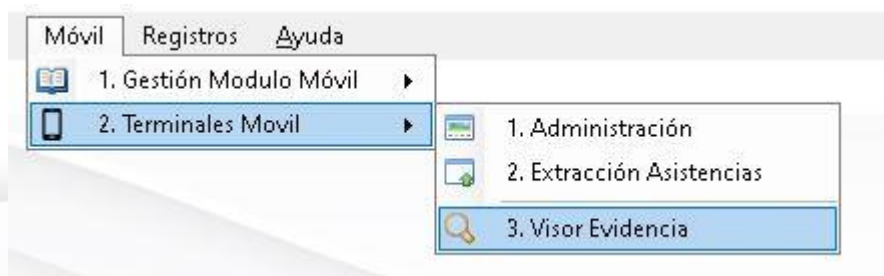 Móvil Registros Ayuda
1. Gestión Modulo Móvil
2. Terminales Movil
1. Administración
2. Extracción Asistencias
3. Visor Evidencia